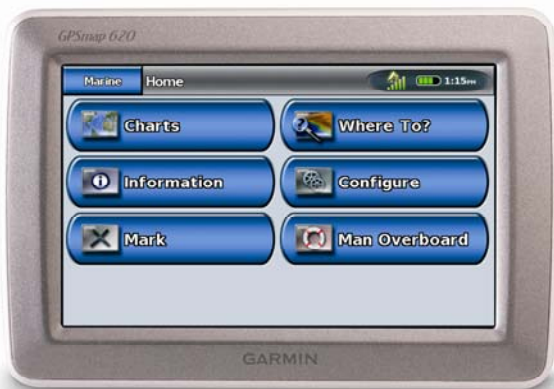 GPSmap 620
Marine Home 1:15PM
Charts Where To?
Information Configure
Mark Man Overboard
GARMIN